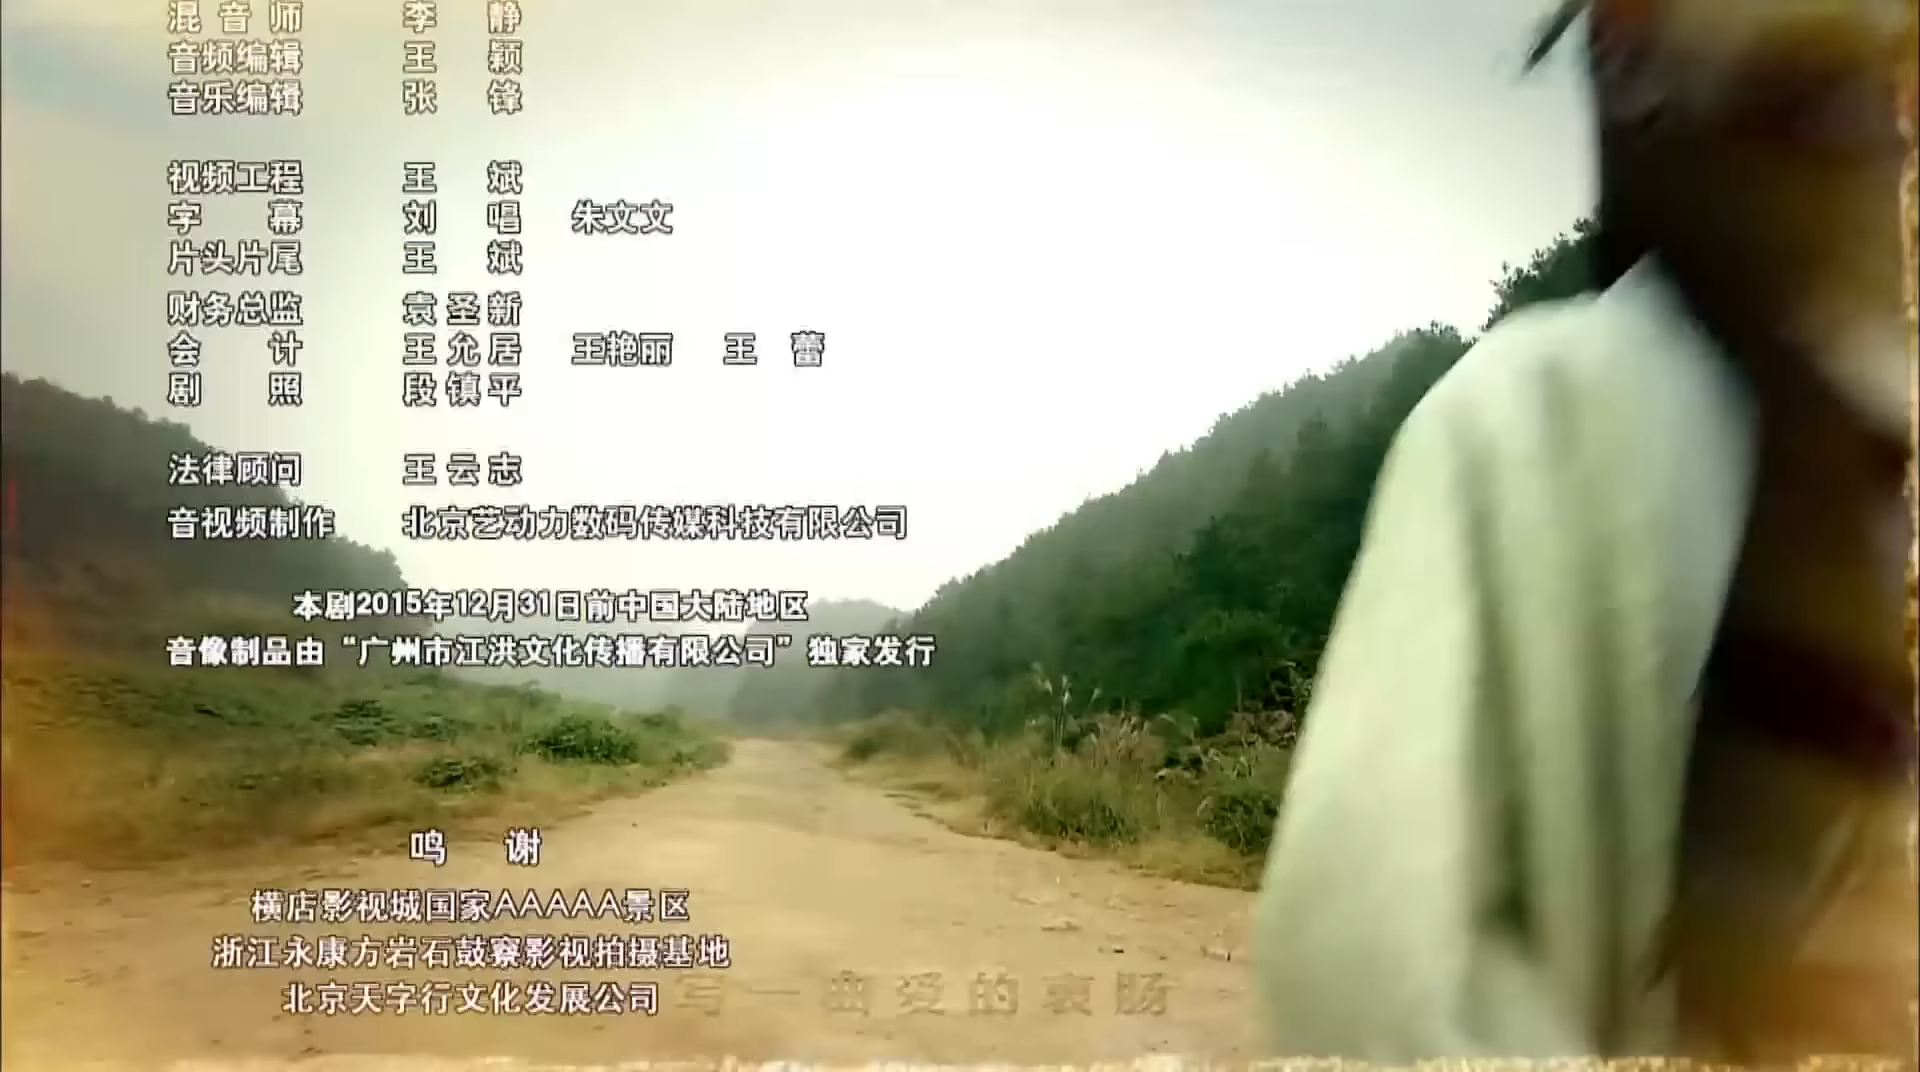 混音师 李静
音频编辑 王颖
音乐编辑 张锋
视频工程 王斌
字幕 刘唱 朱文文
片头片尾 王斌
财务总监 袁圣新
会计 王允居 王艳丽 王蕾
剧照 段镇平
法律顾问 王云志
音视频制作 北京艺动力数码传媒科技有限公司
本剧2015年12月31日前中国大陆地区
音像制品由“广州市江洪文化传播有限公司”独家发行
鸣谢
横店影视城国家AAAAA景区
浙江永康方岩石鼓寮影视拍摄基地
北京天字行文化发展公司
写一曲爱的衷肠